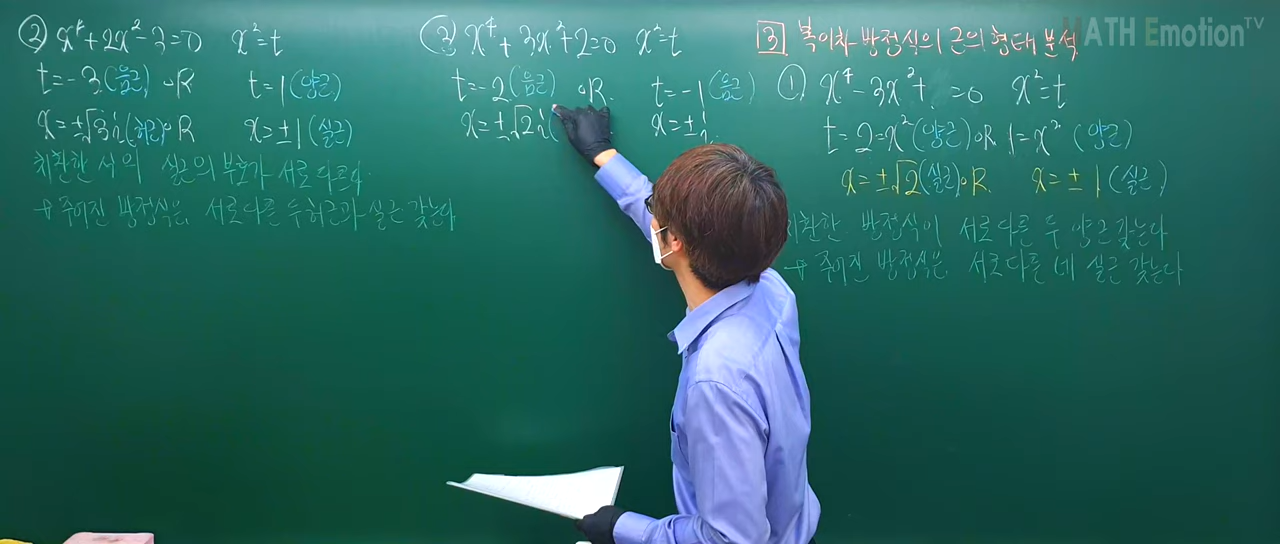 ② x⁴+2x²-3=0 x²=t
t=-3(음근) oR t=1(양근)
x=±√3i(허근)oR x=±1(실근)
치환한 식의 실근의 부호가 서로 다르다.
→ 주어진 방정식은 서로다른 두허근과 실근 갖는다
③ x⁴+3x²+2=0 x²=t
t=-2(음근) oR t=-1(음근)
x=±√2i( x=±i
3 복이차 방정식의 근의 형태 분석
MATH Emotion TV
① x⁴-3x²+ =0 x²=t
t=2=x²(양근)oR 1=x² (양근)
x=±√2(실근)oR x=±1(실근)
방정식이 서로다른 두 양근갖는다
→ 주어진 방정식은 서로다른 네 실근 갖는다